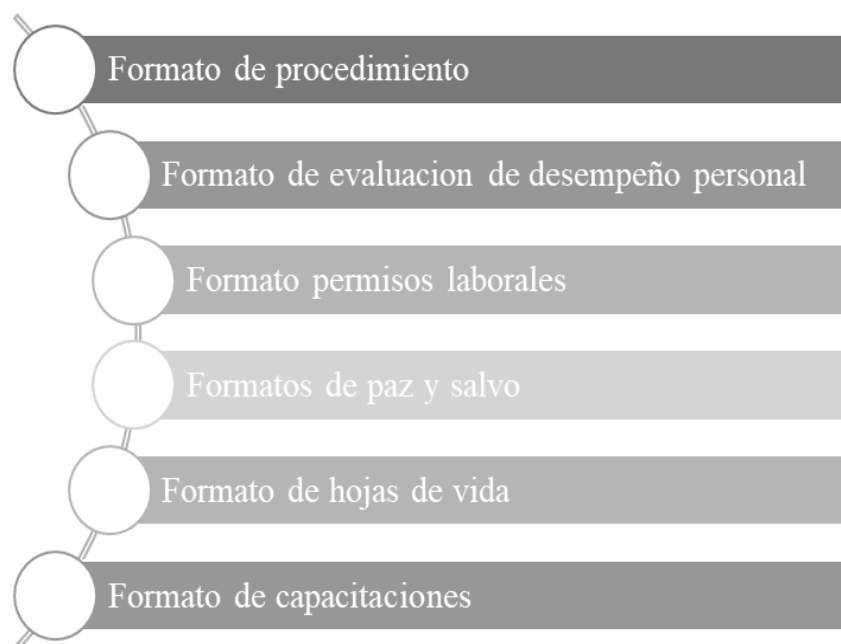 Formato de procedimiento
Formato de evaluacion de desempeño personal
Formato permisos laborales
Formatos de paz y salvo
Formato de hojas de vida
Formato de capacitaciones